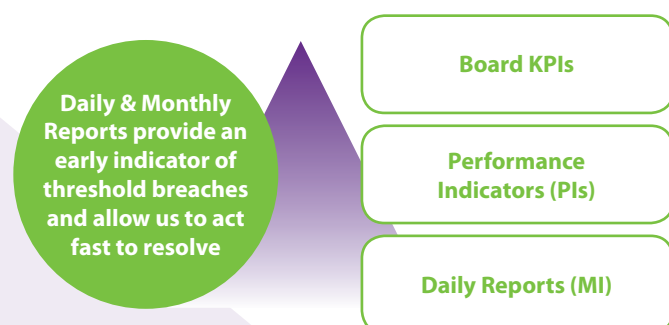 Daily & Monthly
Reports provide an
early indicator of
threshold breaches
and allow us to act
fast to resolve
Board KPIs
Performance
Indicators (PIs)
Daily Reports (MI)